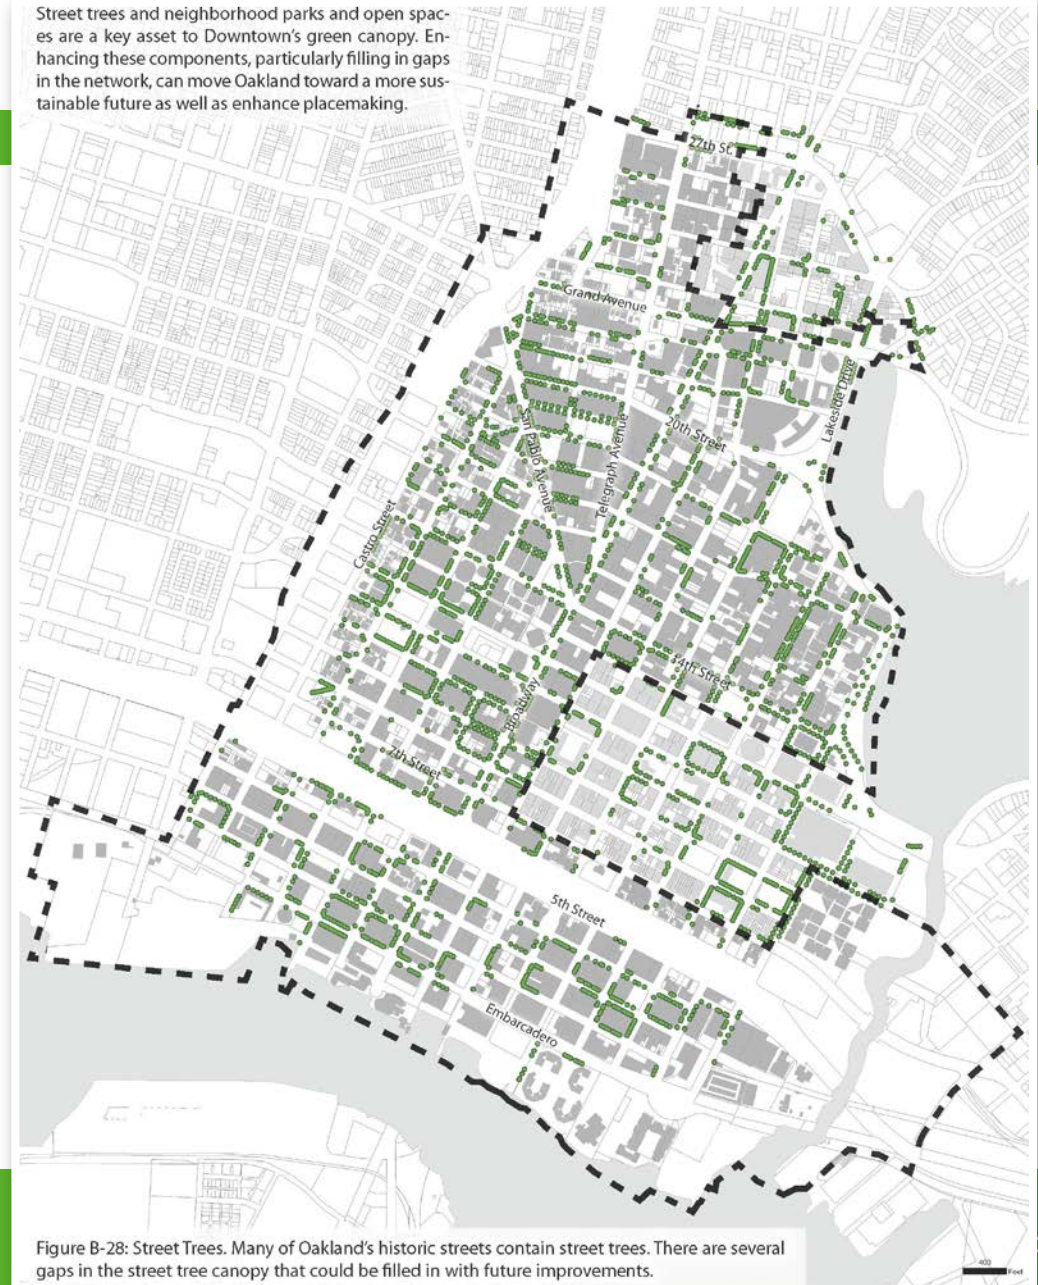 Street trees and neighborhood parks and open spac-
es are a key asset to Downtown's green canopy. En-
hancing these components, particularly filling in gaps
in the network, can move Oakland toward a more sus-
tainable future as well as enhance placemaking.
27th St.
Grand Avenue
Lakeside Drive
San Pablo Avenue
Telegraph Avenue
20th Street
Castro Street
14th Street
Broadway
7th Street
5th Street
Embarcadero
Figure B-28: Street Trees. Many of Oakland's historic streets contain street trees. There are several
gaps in the street tree canopy that could be filled in with future improvements.
400
Feet